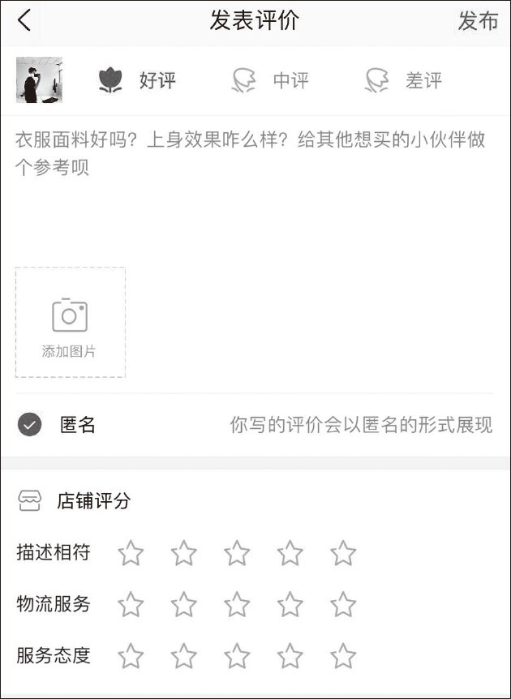 发表评价 发布
好评 中评 差评
衣服面料好吗？上身效果咋么样？给其他想买的小伙伴做
个参考呗
添加图片
匿名 你写的评价会以匿名的形式展现
店铺评分
描述相符
物流服务
服务态度